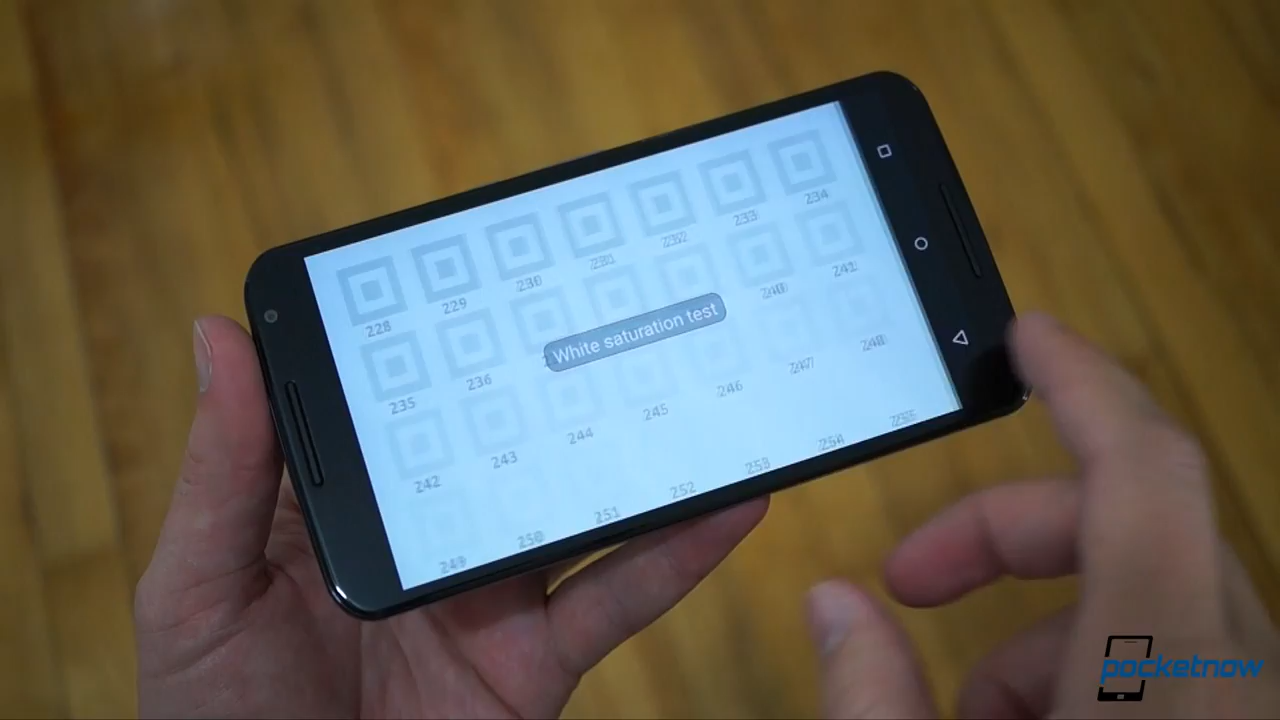 228 229 230 231 232 233 234
235 236 240 241
White saturation test
242 243 244 245 246 247 248
249 250 251 252 253 254 255
pocketnow